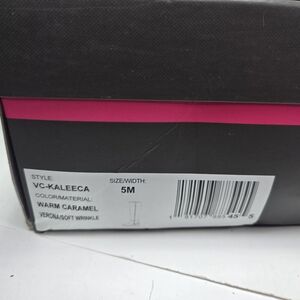 STYLE:
VC-KALEECA
COLOR/MATERIAL:
WARM CARAMEL
VERONA/SOFT WRINKLE
SIZE/WIDTH:
5M